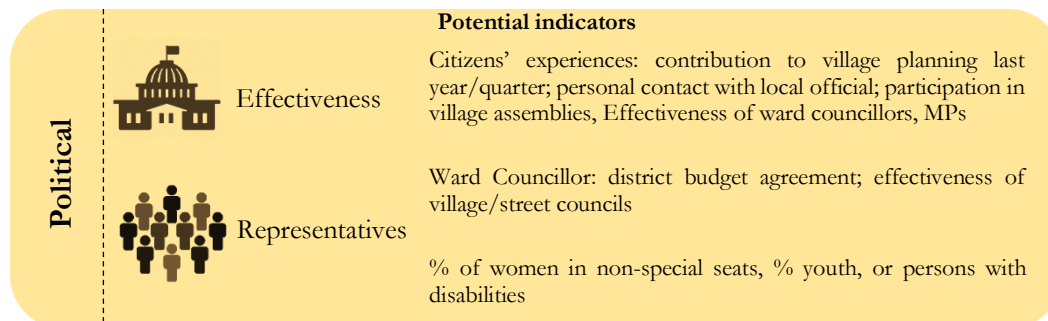 Potential indicators
Political
Effectiveness
Citizens’ experiences: contribution to village planning last
year/quarter; personal contact with local official; participation in
village assemblies, Effectiveness of ward councillors, MPs
Representatives
Ward Councillor: district budget agreement; effectiveness of
village/street councils
% of women in non-special seats, % youth, or persons with
disabilities